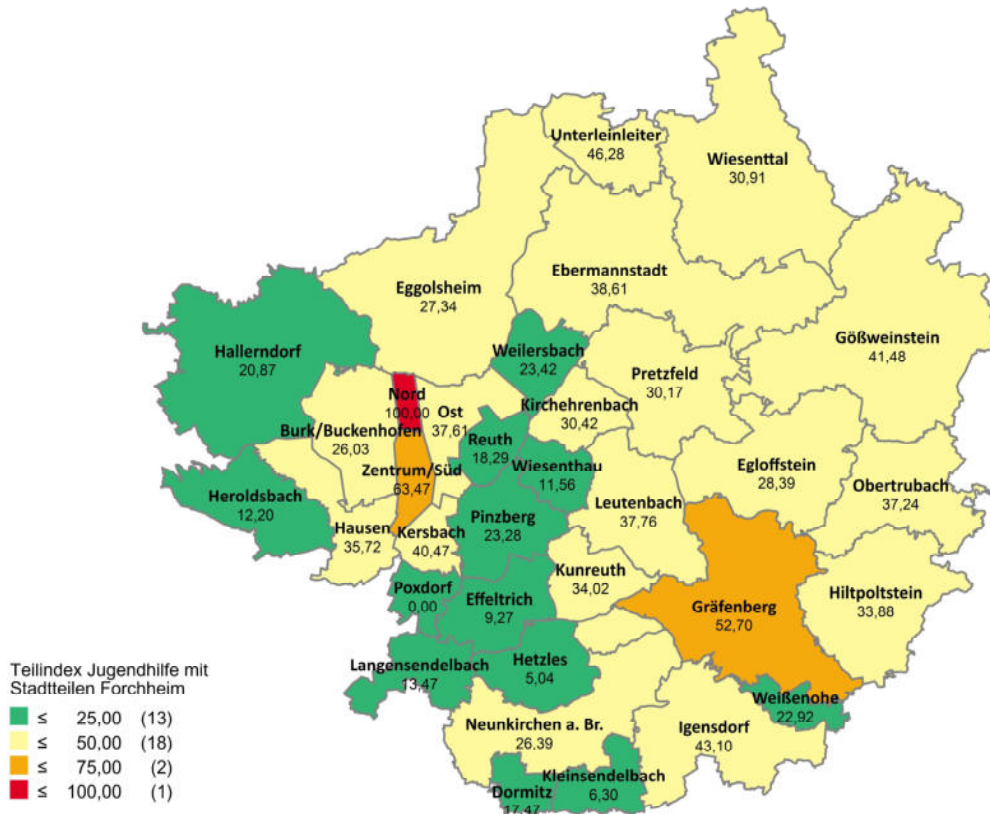 Unterleinleiter
46,28
Wiesenttal
30,91
Ebermannstadt
38,61
Eggolsheim
27,34
Gößweinstein
41,48
Hallerndorf
20,87
Weilersbach
23,42
Pretzfeld
30,17
Nord
100,00
Ost
37,61
Kirchehrenbach
30,42
Burk/Buckenhofen
26,03
Reuth
18,29
Zentrum/Süd
63,47
Wiesenthau
11,56
Egloffstein
28,39
Obertrubach
37,24
Heroldsbach
12,20
Leutenbach
37,76
Pinzberg
23,28
Hausen
35,72
Kersbach
40,47
Kunreuth
34,02
Poxdorf
0,00
Effeltrich
9,27
Gräfenberg
52,70
Hiltpoltstein
33,88
Langensendelbach
13,47
Hetzles
5,04
Weißenohe
22,92
Neunkirchen a. Br.
26,39
Igensdorf
43,10
Kleinsendelbach
6,30
Dormitz
17,47
Teilindex Jugendhilfe mit
Stadtteilen Forchheim
≤ 25,00 (13)
≤ 50,00 (18)
≤ 75,00 (2)
≤ 100,00 (1)